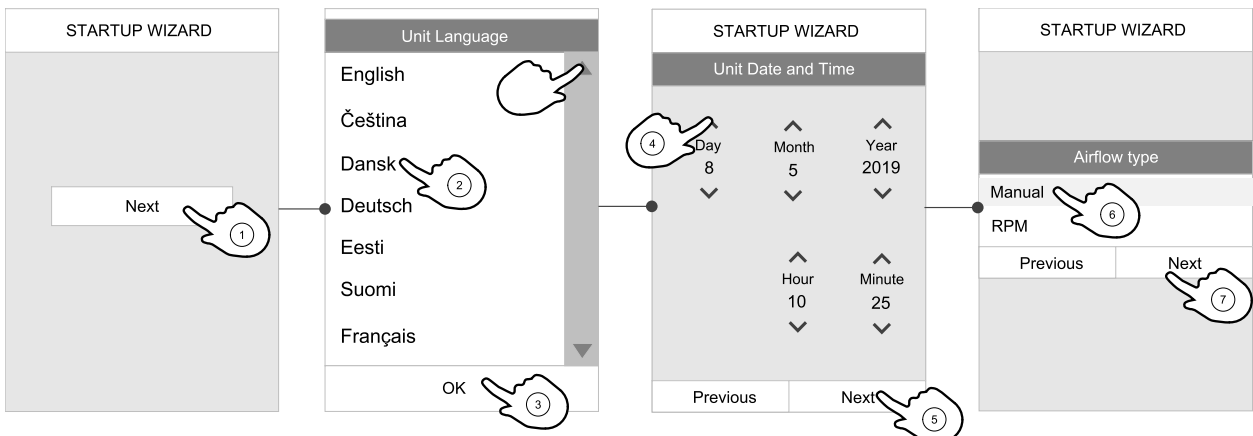 STARTUP WIZARD
Next
1
Unit Language
English
Čeština
Dansk
2
Deutsch
Eesti
Suomi
Français
OK
3
STARTUP WIZARD
Unit Date and Time
4
Day Month Year
8 5 2019
Hour Minute
10 25
Previous Next
5
STARTUP WIZARD
Airflow type
Manual
6
RPM
Previous Next
7